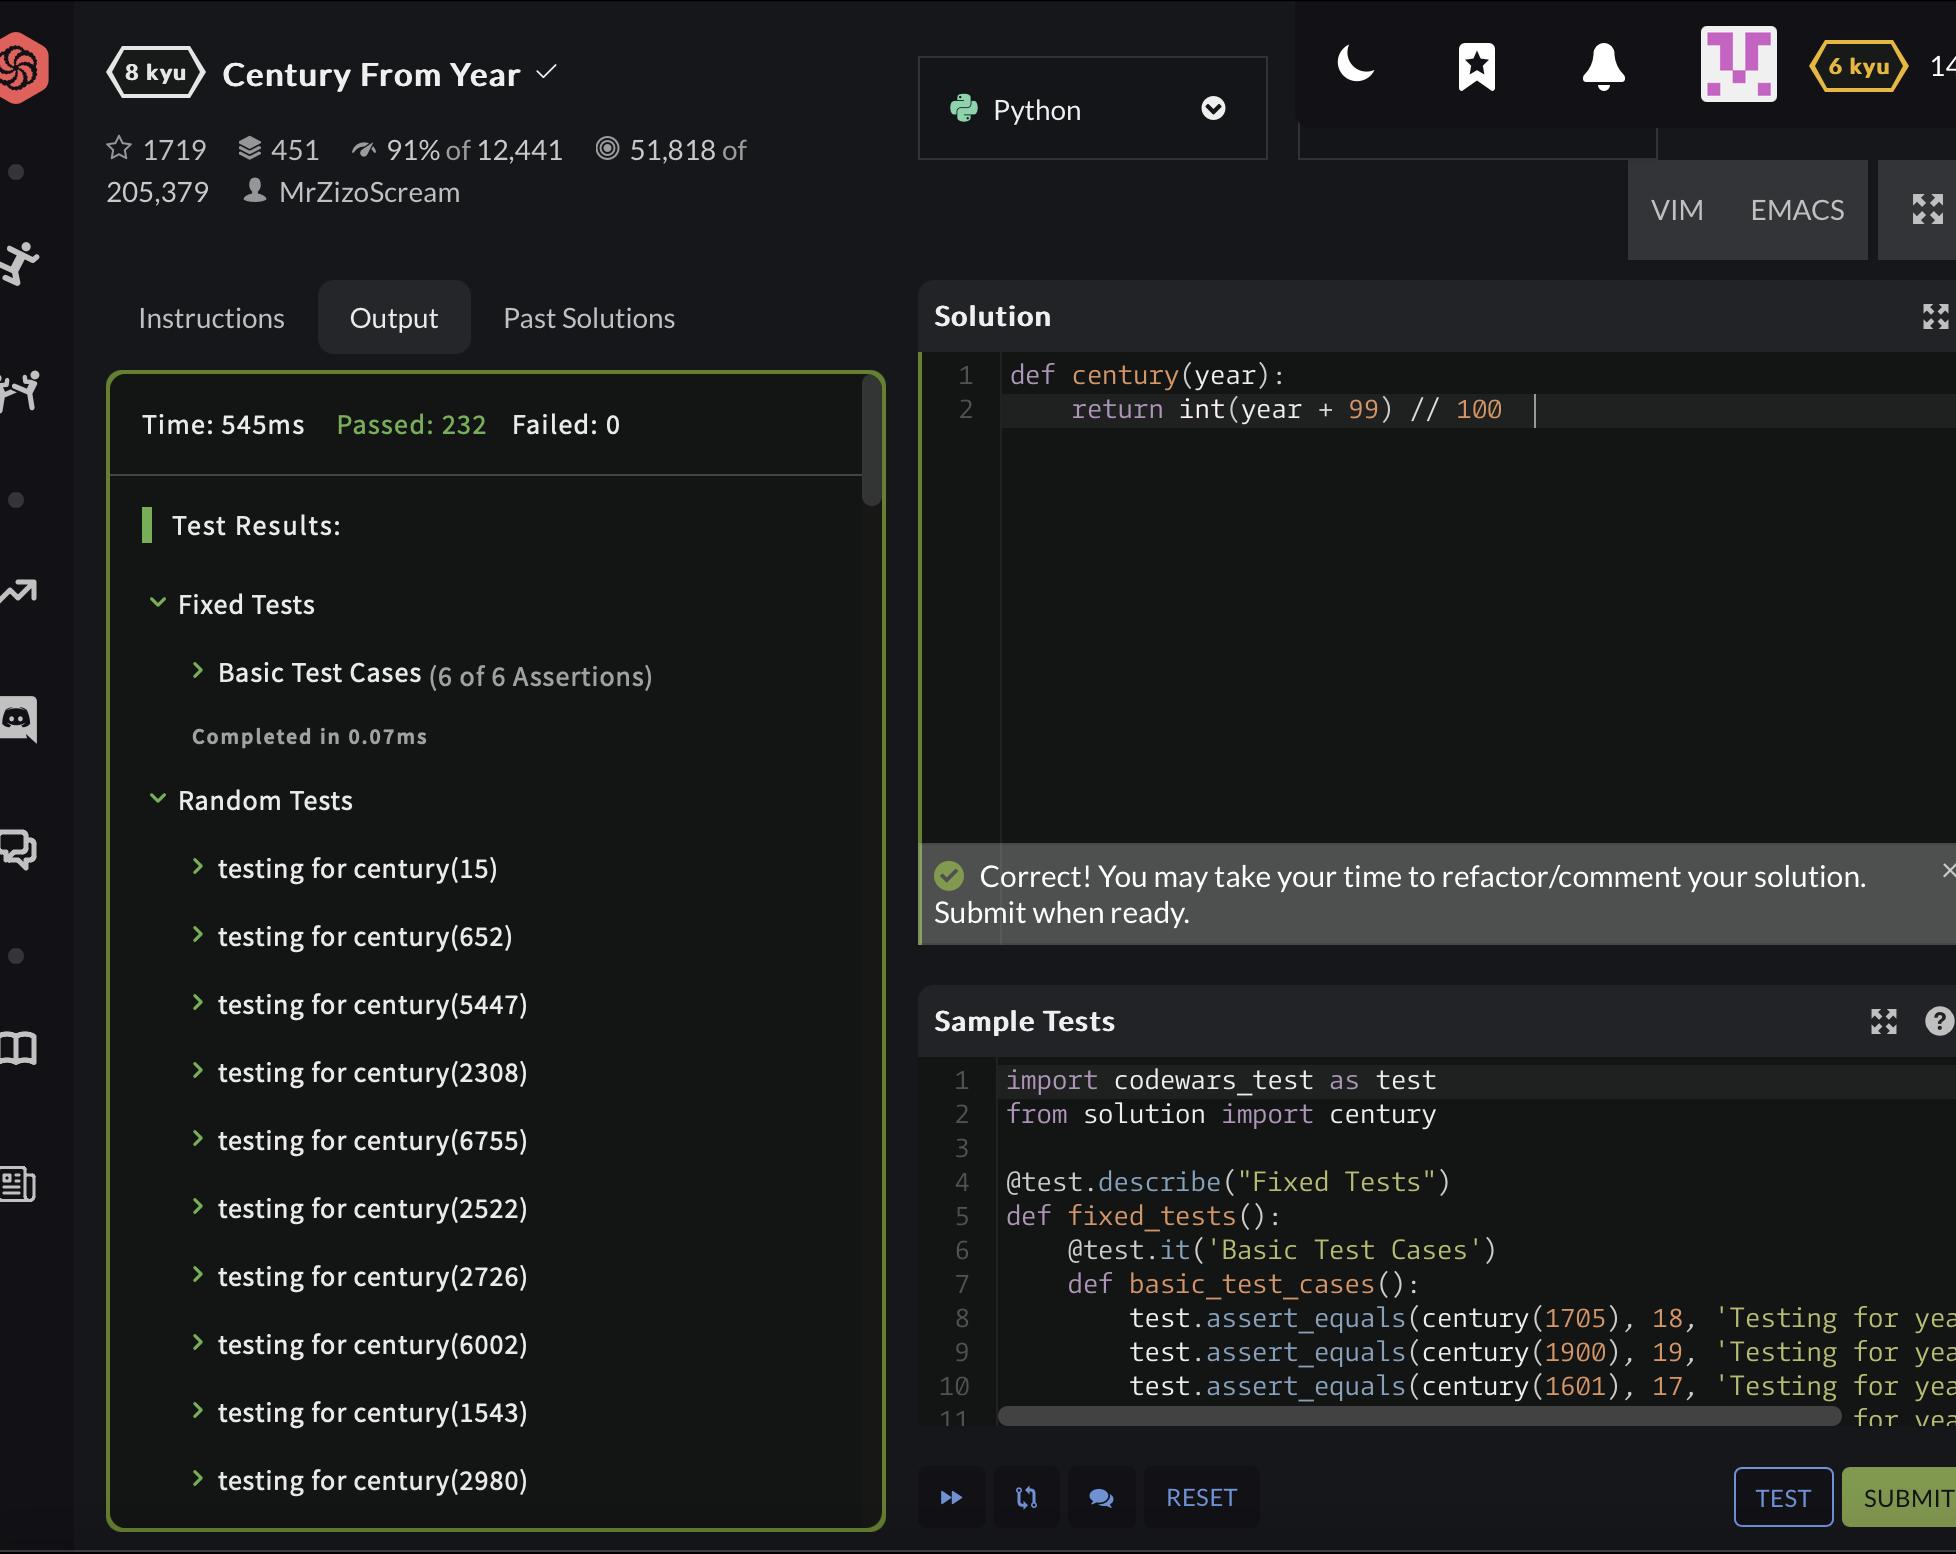 8 kyu Century From Year
1719 451 91% of 12,441 51,818 of
205,379 MrZizoScream
Python
6 kyu 14
VIM EMACS
Instructions Output Past Solutions
Time: 545ms Passed: 232 Failed: 0
Test Results:
Fixed Tests
Basic Test Cases (6 of 6 Assertions)
Completed in 0.07ms
Random Tests
testing for century(15)
testing for century(652)
testing for century(5447)
testing for century(2308)
testing for century(6755)
testing for century(2522)
testing for century(2726)
testing for century(6002)
testing for century(1543)
testing for century(2980)
Solution
1 def century(year):
2 return int(year + 99) // 100
Correct! You may take your time to refactor/comment your solution.
Submit when ready.
Sample Tests
1 import codewars_test as test
2 from solution import century
3
4 @test.describe("Fixed Tests")
5 def fixed_tests():
6 @test.it('Basic Test Cases')
7 def basic_test_cases():
8 test.assert_equals(century(1705), 18, 'Testing for yea
9 test.assert_equals(century(1900), 19, 'Testing for yea
10 test.assert_equals(century(1601), 17, 'Testing for yea
11 for yea
RESET
TEST SUBMIT